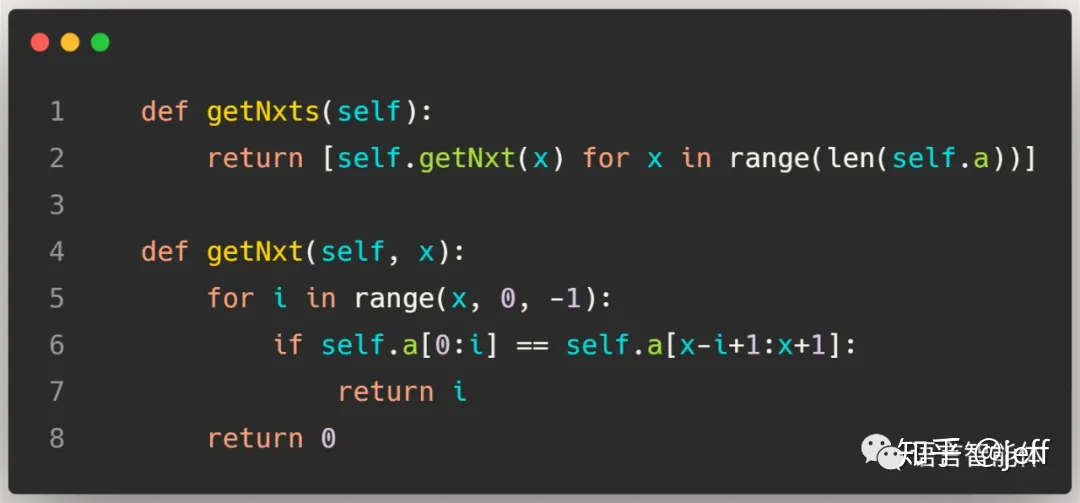 1    def getNxts(self):
2        return [self.getNxt(x) for x in range(len(self.a))]
3
4    def getNxt(self, x):
5        for i in range(x, 0, -1):
6            if self.a[0:i] == self.a[x-i+1:x+1]:
7                return i
8        return 0
知乎 @jeff